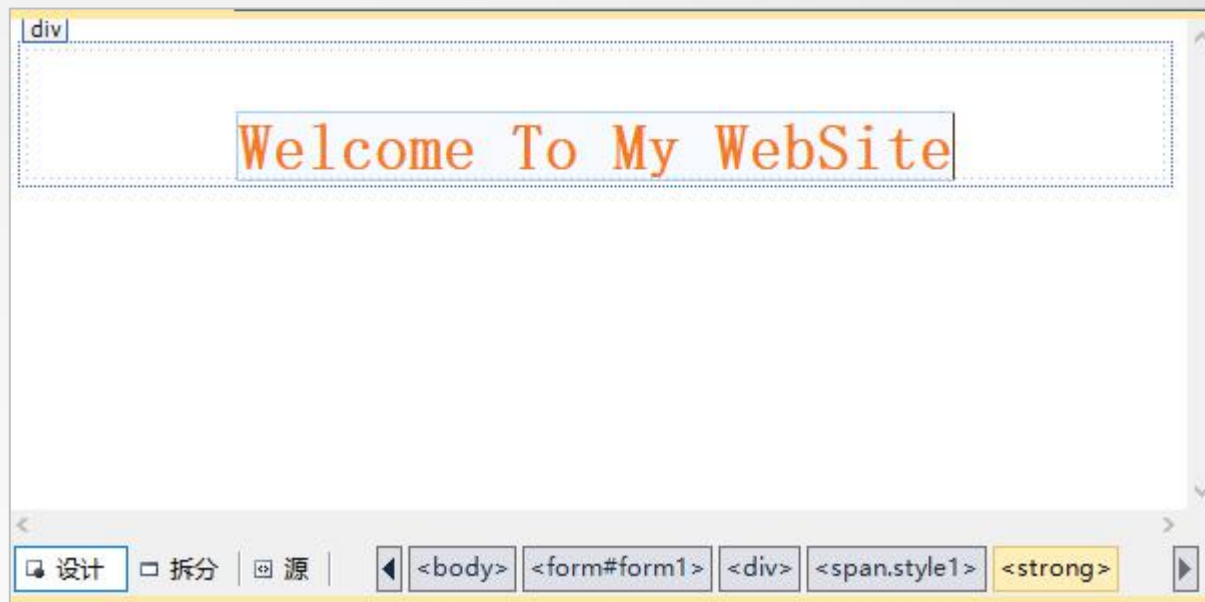 div
Welcome To My WebSite
设计 拆分 源 <body> <form#form1> <div> <span.style1> <strong>